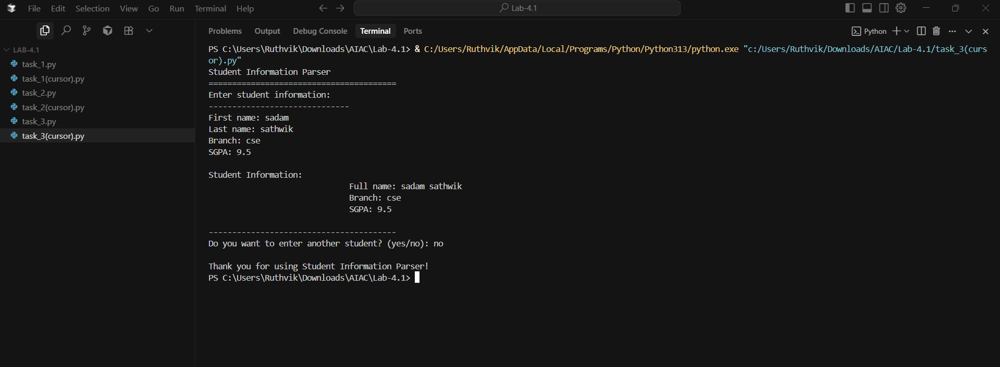 File Edit Selection View Go Run Terminal Help
Lab-4.1
LAB-4.1
task_1.py
task_1(cursor).py
task_2.py
task_2(cursor).py
task_3.py
task_3(cursor).py
Problems Output Debug Console Terminal Ports
Python
PS C:\Users\Ruthvik\Downloads\AIAC\Lab-4.1> & C:/Users/Ruthvik/AppData/Local/Programs/Python/Python313/python.exe "c:/Users/Ruthvik/Downloads/AIAC/Lab-4.1/task_3(curs
or).py"
Student Information Parser
========================================
Enter student information:
------------------------------
First name: sadam
Last name: sathwik
Branch: cse
SGPA: 9.5
Student Information:
Full name: sadam sathwik
Branch: cse
SGPA: 9.5
----------------------------------------
Do you want to enter another student? (yes/no): no
Thank you for using Student Information Parser!
PS C:\Users\Ruthvik\Downloads\AIAC\Lab-4.1>